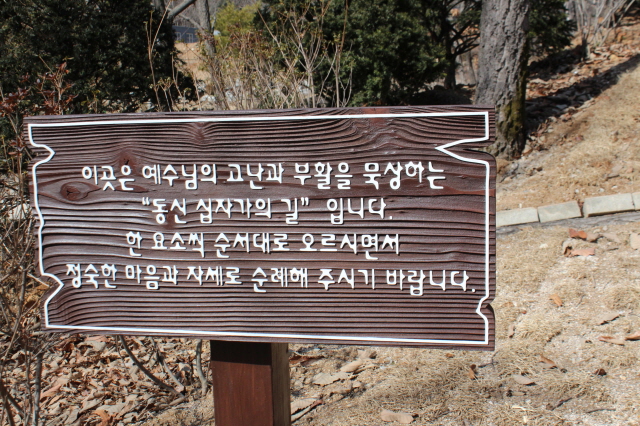 이곳은 예수님의 고난과 부활을 묵상하는
"동신 십자가의 길" 입니다.
한 요소씩 순서대로 오르시면서
정숙한 마음과 자세로 순례해 주시기 바랍니다.